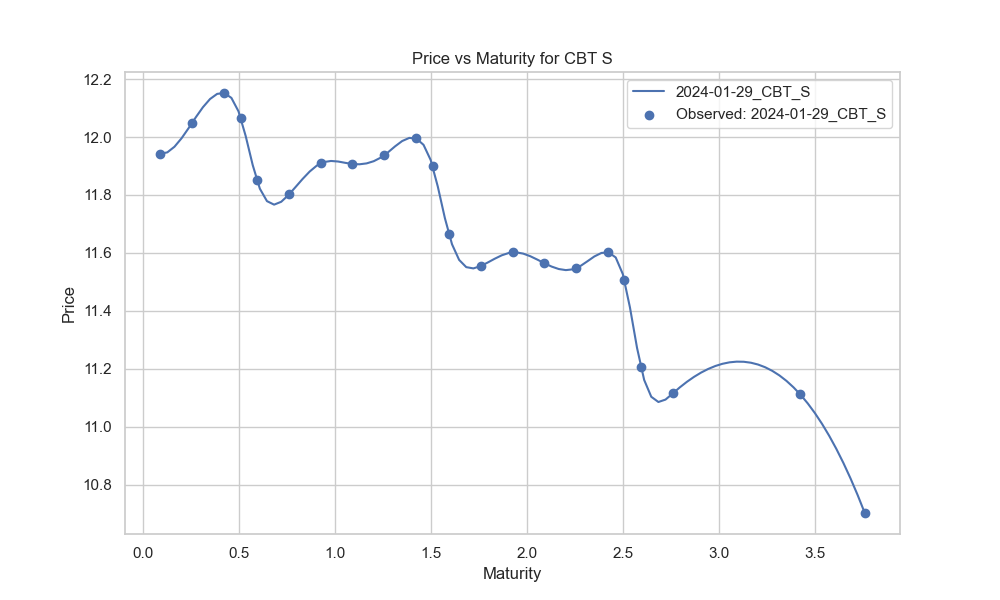 Price vs Maturity for CBT S
2024-01-29_CBT_S
Observed: 2024-01-29_CBT_S
Price
12.2
12.0
11.8
11.6
11.4
11.2
11.0
10.8
0.0 0.5 1.0 1.5 2.0 2.5 3.0 3.5
Maturity